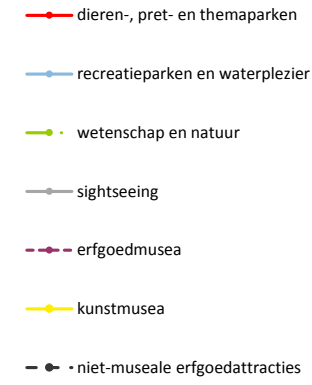 dieren-, pret- en themaparken
recreatieparken en waterplezier
wetenschap en natuur
sightseeing
erfgoedmusea
kunstmusea
niet-museale erfgoedattracties